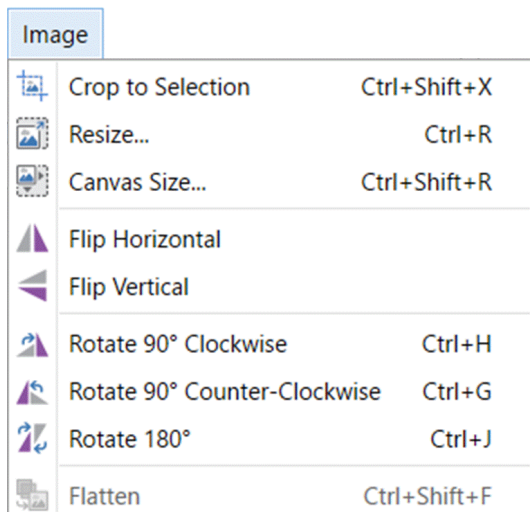 Image
Crop to Selection Ctrl+Shift+X
Resize... Ctrl+R
Canvas Size... Ctrl+Shift+R
Flip Horizontal
Flip Vertical
Rotate 90° Clockwise Ctrl+H
Rotate 90° Counter-Clockwise Ctrl+G
Rotate 180° Ctrl+J
Flatten Ctrl+Shift+F